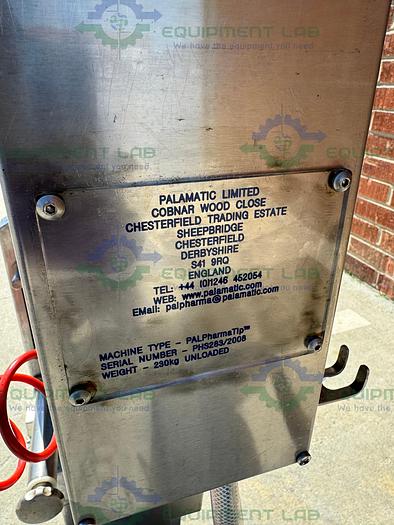 EQUIPMENT LAB
We have the equipment you need
PALAMATIC LIMITED
COBNAR WOOD CLOSE
CHESTERFIELD TRADING ESTATE
SHEEPBRIDGE
CHESTERFIELD
DERBYSHIRE
S41 9RQ
ENGLAND
TEL: +44 (0)1246 452054
WEB: www.palamatic.com
EMail: palpharma@palamatic.com
MACHINE TYPE - PALPharmaTip™
SERIAL NUMBER - PHS283/2008
WEIGHT - 230kg UNLOADED